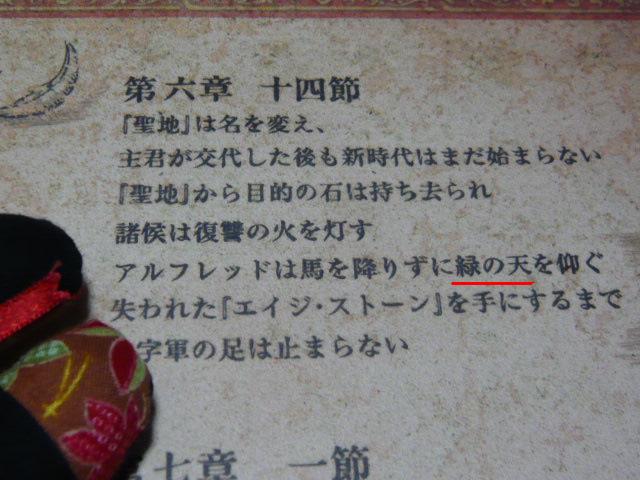 第六章 十四節
『聖地』は名を変え、
主君が交代した後も新時代はまだ始まらない
『聖地』から目的の石は持ち去られ
諸侯は復讐の火を灯す
アルフレッドは馬を降りずに緑の天を仰ぐ
失われた『エイジ・ストーン』を手にするまで
字軍の足は止まらない
七章 一節